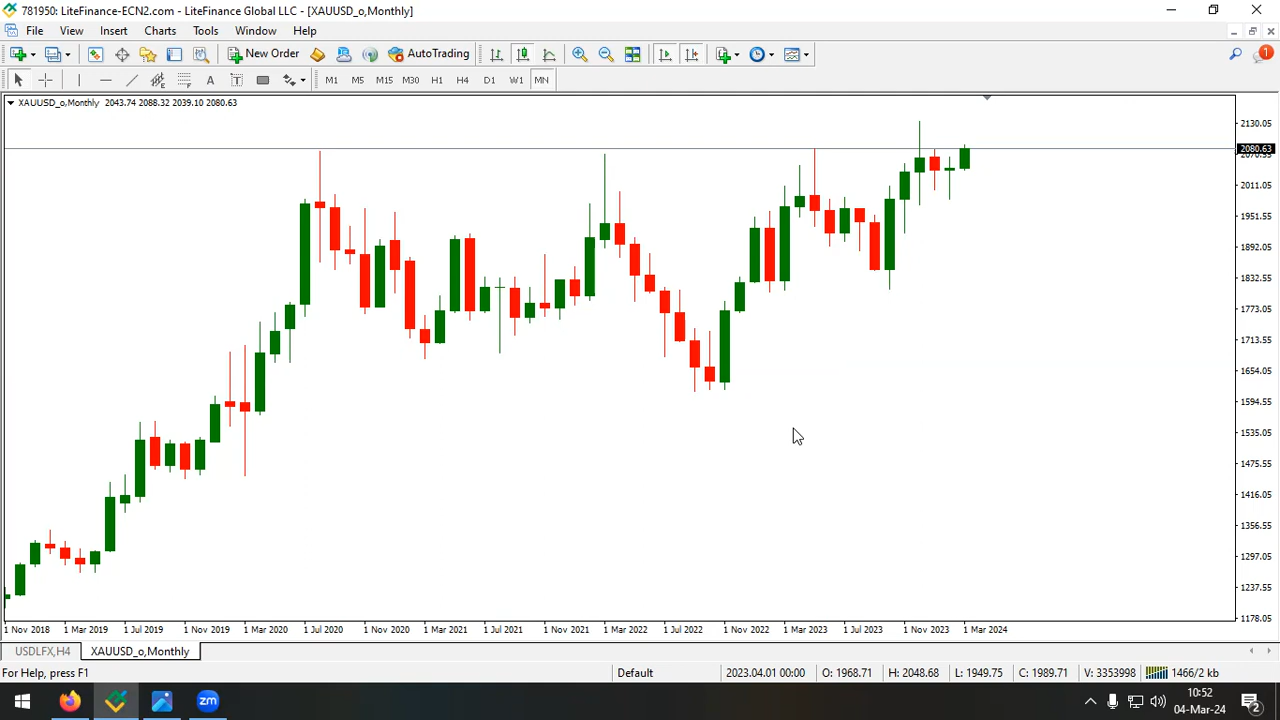 781950: LiteFinance-ECN2.com - LiteFinance Global LLC - [XAUUSD_o,Monthly]
File View Insert Charts Tools Window Help
New Order AutoTrading 1
A T M1 M5 M15 M30 H1 H4 D1 W1 MN
XAUUSD_o,Monthly 2043.74 2088.32 2039.10 2080.63
2130.05
2080.63
2070.55
2011.05
1951.55
1892.05
1832.55
1773.05
1713.55
1654.05
1594.55
1535.05
1475.55
1416.05
1356.55
1297.05
1237.55
1178.05
1 Nov 2018 1 Mar 2019 1 Jul 2019 1 Nov 2019 1 Mar 2020 1 Jul 2020 1 Nov 2020 1 Mar 2021 1 Jul 2021 1 Nov 2021 1 Mar 2022 1 Jul 2022 1 Nov 2022 1 Mar 2023 1 Jul 2023 1 Nov 2023 1 Mar 2024
USDLFX,H4 XAUUSD_o,Monthly
For Help, press F1 Default 2023.04.01 00:00 O: 1968.71 H: 2048.68 L: 1949.75 C: 1989.71 V: 3353998 1466/2 kb
zm 10:52
04-Mar-24 2